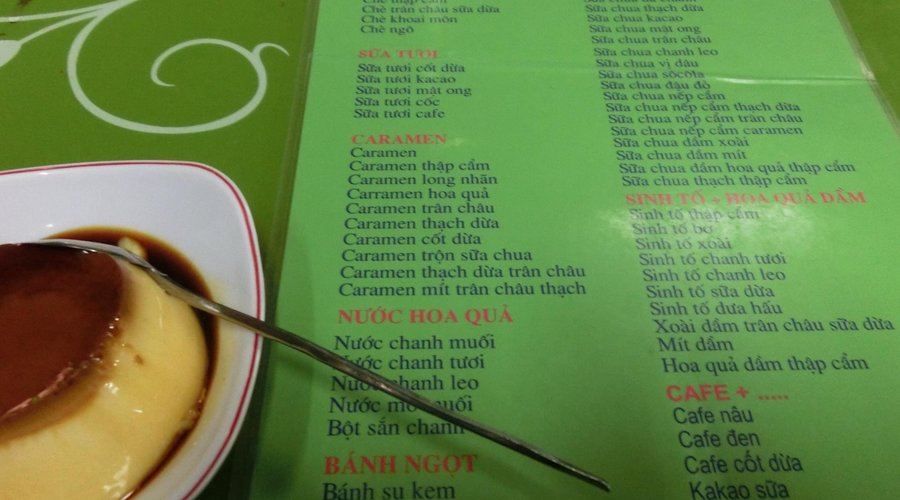 Chè thập cẩm
Chè trân châu sữa dừa
Chè khoai môn
Chè ngô
SỮA TƯƠI
Sữa tươi cốt dừa
Sữa tươi kacao
Sữa tươi mật ong
Sữa tươi cốc
Sữa tươi cafe
CARAMEN
Caramen
Caramen thập cẩm
Caramen long nhãn
Carramen hoa quả
Caramen trân châu
Caramen thạch dừa
Caramen cốt dừa
Caramen trộn sữa chua
Caramen thạch dừa trân châu
Caramen mít trân châu thạch
NƯỚC HOA QUẢ
Nước chanh muối
Nước chanh tươi
Nước chanh leo
Nước mơ muối
Bột sắn chanh
BÁNH NGỌT
Bánh su kem
Sữa chua thạch dừa
Sữa chua kacao
Sữa chua mật ong
Sữa chua trân châu
Sữa chua chanh leo
Sữa chua vị dâu
Sữa chua sôcôla
Sữa chua đậu đỏ
Sữa chua nếp cẩm
Sữa chua nếp cẩm thạch dừa
Sữa chua nếp cẩm trân châu
Sữa chua nếp cẩm caramen
Sữa chua dầm xoài
Sữa chua dầm mít
Sữa chua dầm hoa quả thập cẩm
Sữa chua thạch thập cẩm
SINH TỐ + HOA QUẢ DẦM
Sinh tố thập cẩm
Sinh tố bơ
Sinh tố xoài
Sinh tố chanh tươi
Sinh tố chanh leo
Sinh tố sữa dừa
Sinh tố dưa hấu
Xoài dầm trân châu sữa dừa
Mít dầm
Hoa quả dầm thập cẩm
CAFE + .....
Cafe nâu
Cafe đen
Cafe cốt dừa
Kakao sữa